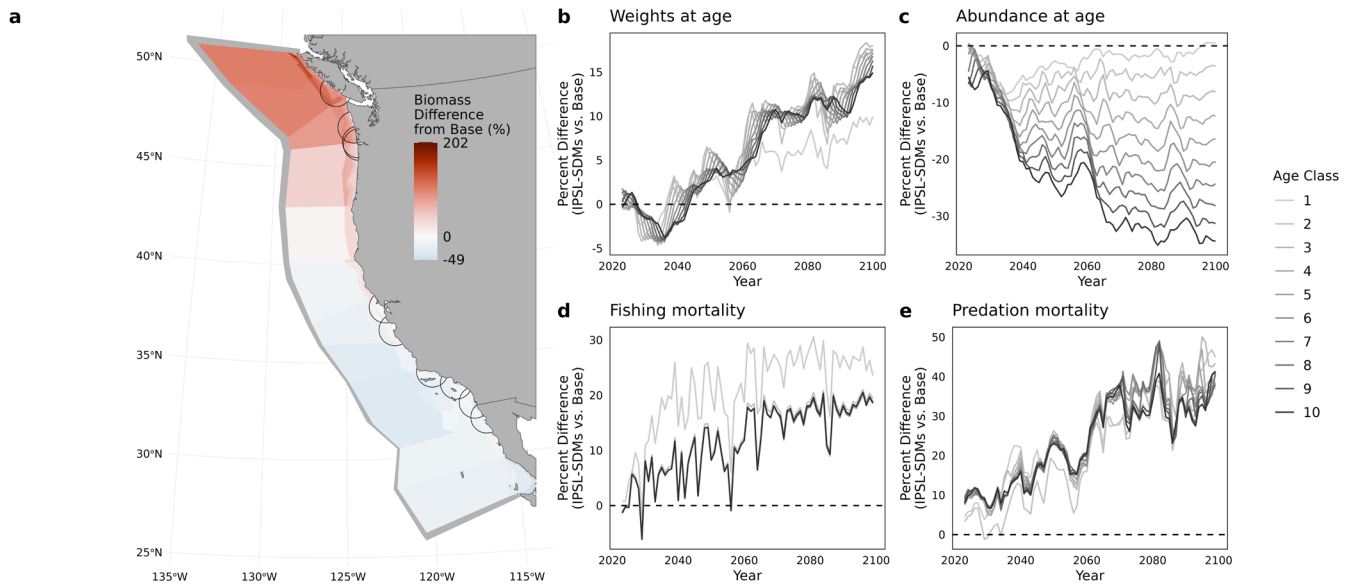 a
50°N
45°N
40°N
35°N
30°N
25°N
135°W
130°W
125°W
120°W
115°W
Biomass
Difference
from Base (%)
202
0
-49
b
Weights at age
Percent Difference
(IPSL-SDMs vs. Base)
15
10
5
0
-5
2020
2040
2060
2080
2100
Year
c
Abundance at age
Percent Difference
(IPSL-SDMs vs. Base)
0
-10
-20
-30
2020
2040
2060
2080
2100
Year
d
Fishing mortality
Percent Difference
(IPSL-SDMs vs. Base)
30
20
10
0
2020
2040
2060
2080
2100
Year
e
Predation mortality
Percent Difference
(IPSL-SDMs vs. Base)
50
40
30
20
10
0
2020
2040
2060
2080
2100
Year
Age Class
1
2
3
4
5
6
7
8
9
10